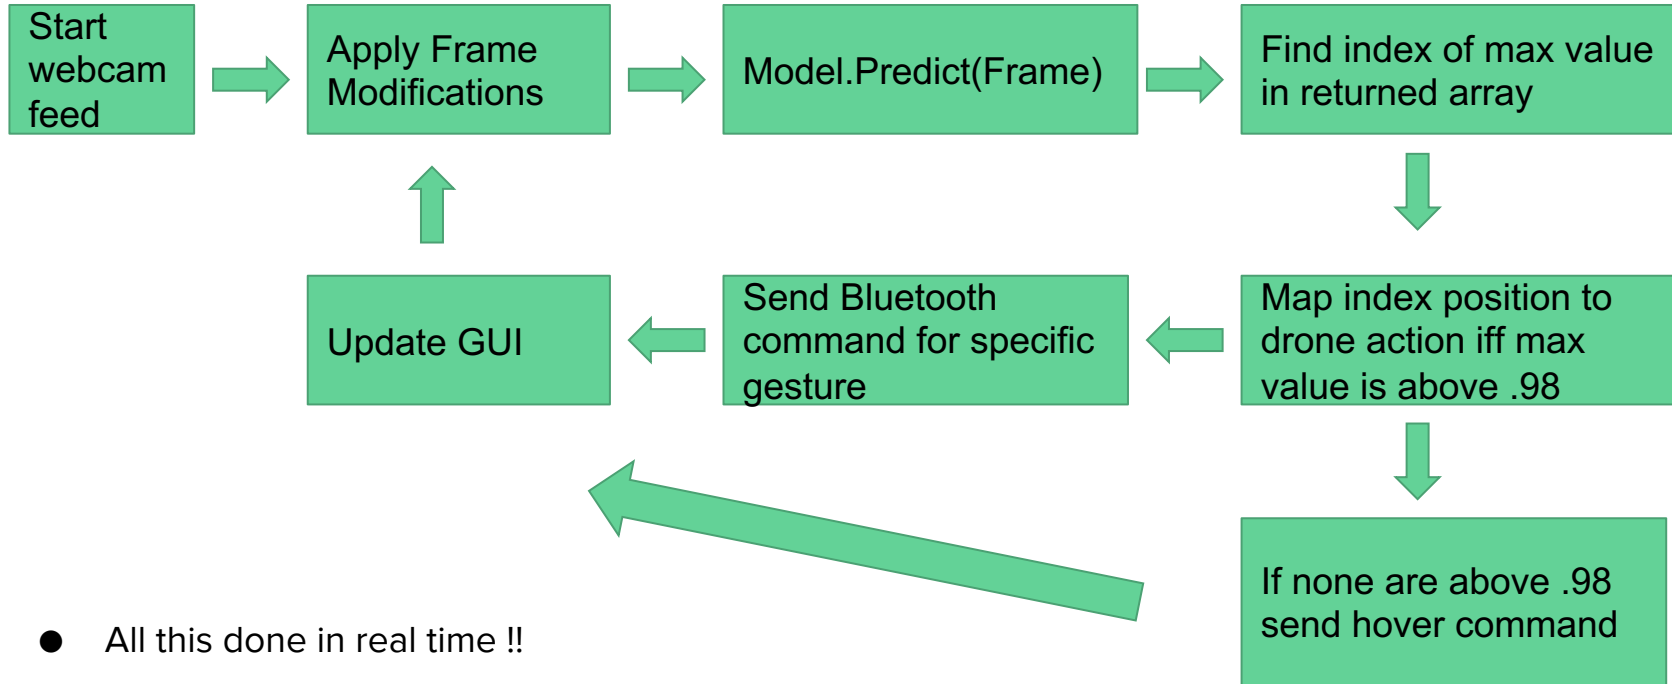 Start
webcam
feed
Apply Frame
Modifications
Model.Predict(Frame)
Find index of max value
in returned array
Map index position to
drone action iff max
value is above .98
Send Bluetooth
command for specific
gesture
Update GUI
If none are above .98
send hover command
● All this done in real time !!